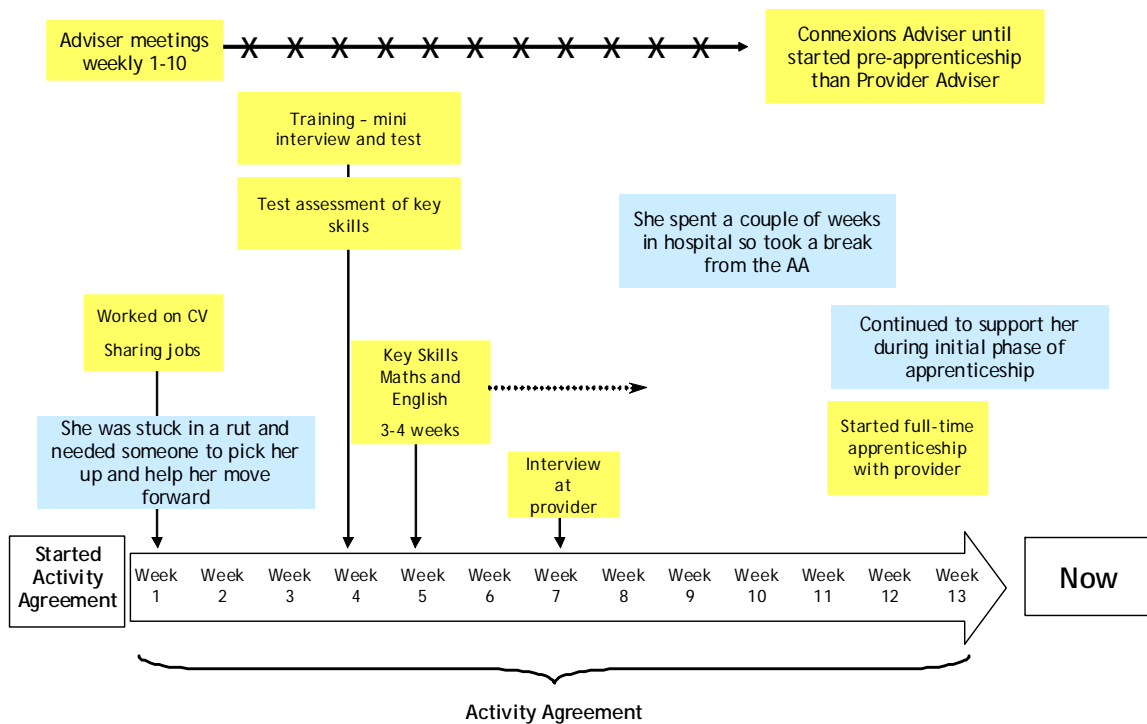 Adviser meetings
weekly 1-10
X X X X X X X X X X
Connexions Adviser until
started pre-apprenticeship
than Provider Adviser
Training – mini
interview and test
Test assessment of key
skills
She spent a couple of weeks
in hospital so took a break
from the AA
Worked on CV
Sharing jobs
Key Skills
Maths and
English
3-4 weeks
Continued to support her
during initial phase of
apprenticeship
She was stuck in a rut and
needed someone to pick her
up and help her move
forward
Interview
at
provider
Started full-time
apprenticeship
with provider
Started
Activity
Agreement
Week
1
Week
2
Week
3
Week
4
Week
5
Week
6
Week
7
Week
8
Week
9
Week
10
Week
11
Week
12
Week
13
Now
Activity Agreement